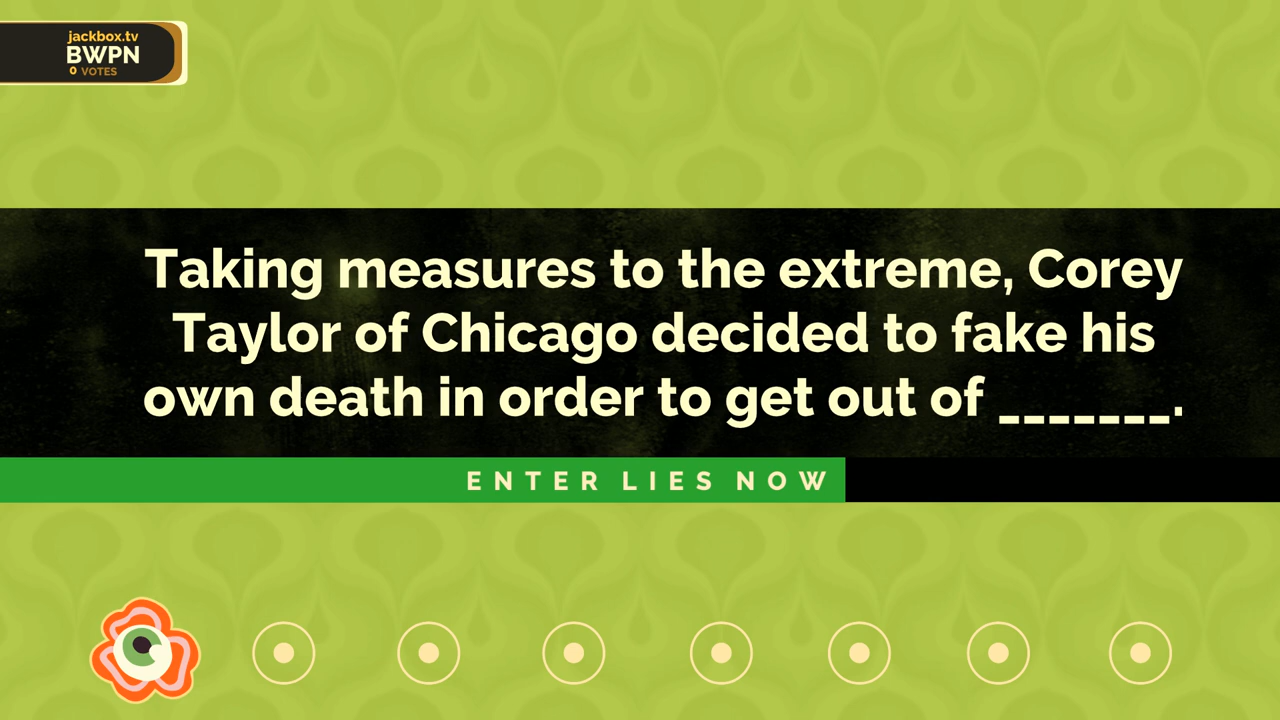 jackbox.tv
BWPN
0 VOTES
Taking measures to the extreme, Corey
Taylor of Chicago decided to fake his
own death in order to get out of _______.
ENTER LIES NOW